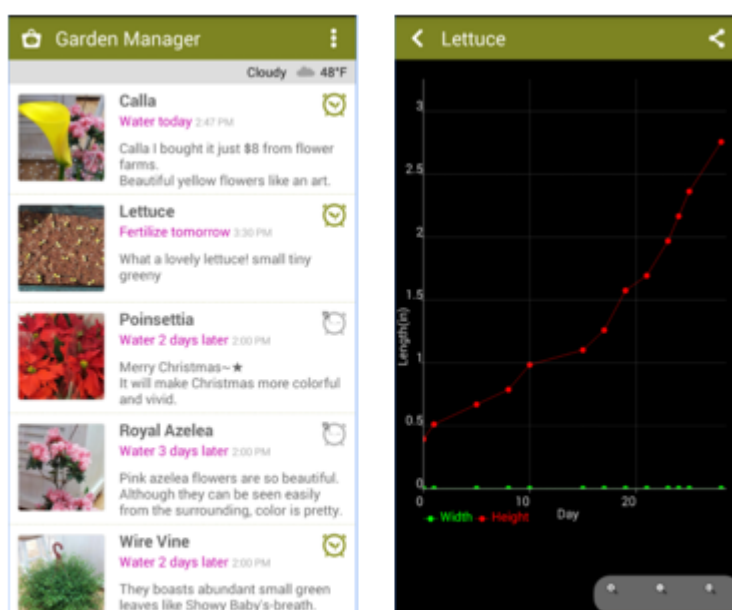 Garden Manager
Cloudy 48°F
Calla
Water today 2:47 PM
Calla I bought it just $8 from flower
farms.
Beautiful yellow flowers like an art.
Lettuce
Fertilize tomorrow 3:30 PM
What a lovely lettuce! small tiny
greeny
Poinsettia
Water 2 days later 2:00 PM
Merry Christmas~★
It will make Christmas more colorful
and vivid.
Royal Azelea
Water 3 days later 2:00 PM
Pink azelea flowers are so beautiful.
Although they can be seen easily
from the surrounding, color is pretty.
Wire Vine
Water 2 days later 2:00 PM
They boasts abundant small green
leaves like Showy Baby's-breath.
Lettuce
3
2.5
2
1.5
Length(in)
1
0.5
0
0 10 20
Width Height Day